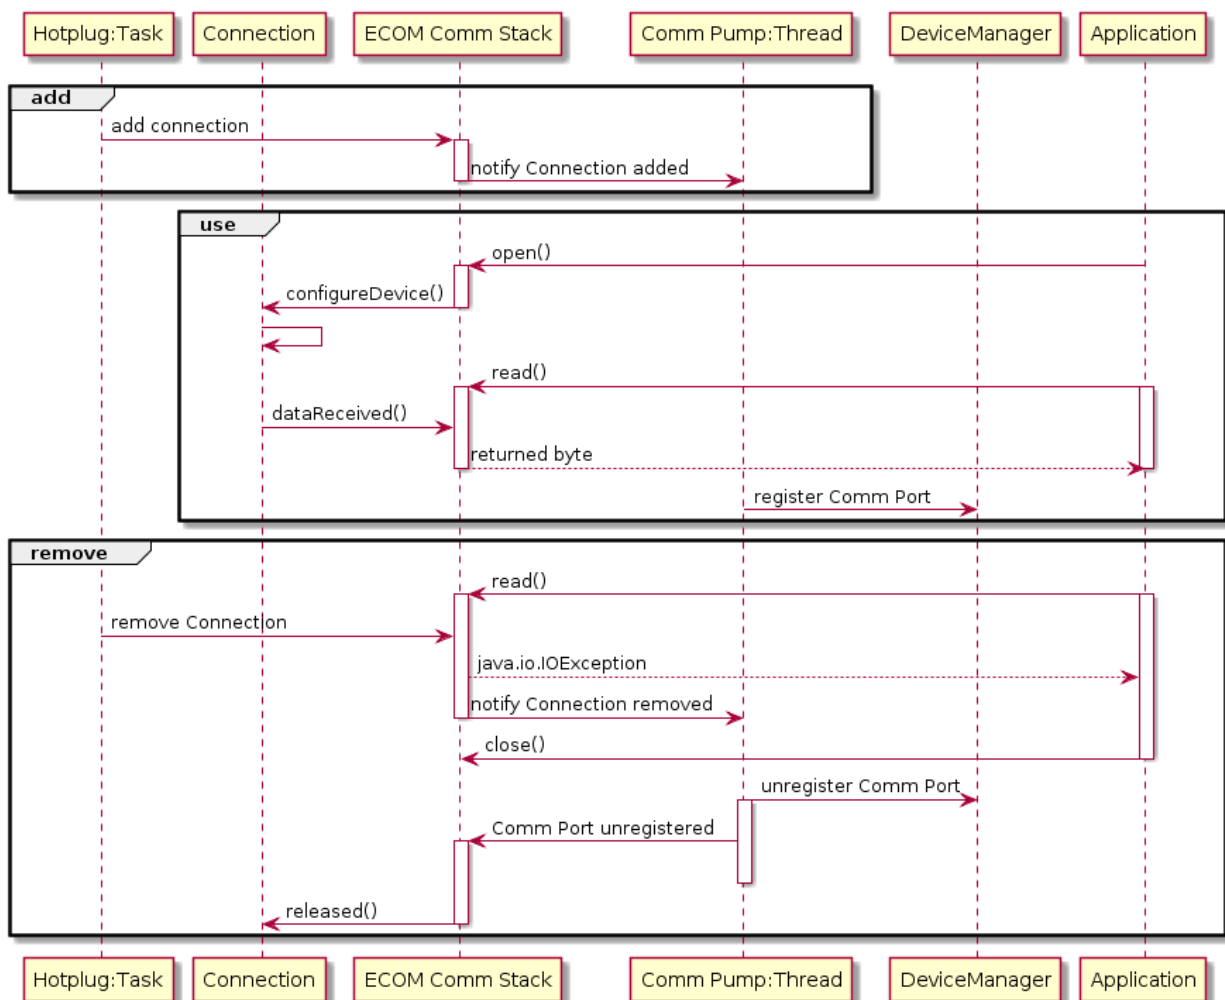 Hotplug:Task Connection ECOM Comm Stack Comm Pump:Thread DeviceManager Application
add
add connection
notify Connection added
use
open()
configureDevice()
read()
dataReceived()
returned byte
register Comm Port
remove
read()
remove Connection
java.io.IOException
notify Connection removed
close()
unregister Comm Port
Comm Port unregistered
released()
Hotplug:Task Connection ECOM Comm Stack Comm Pump:Thread DeviceManager Application